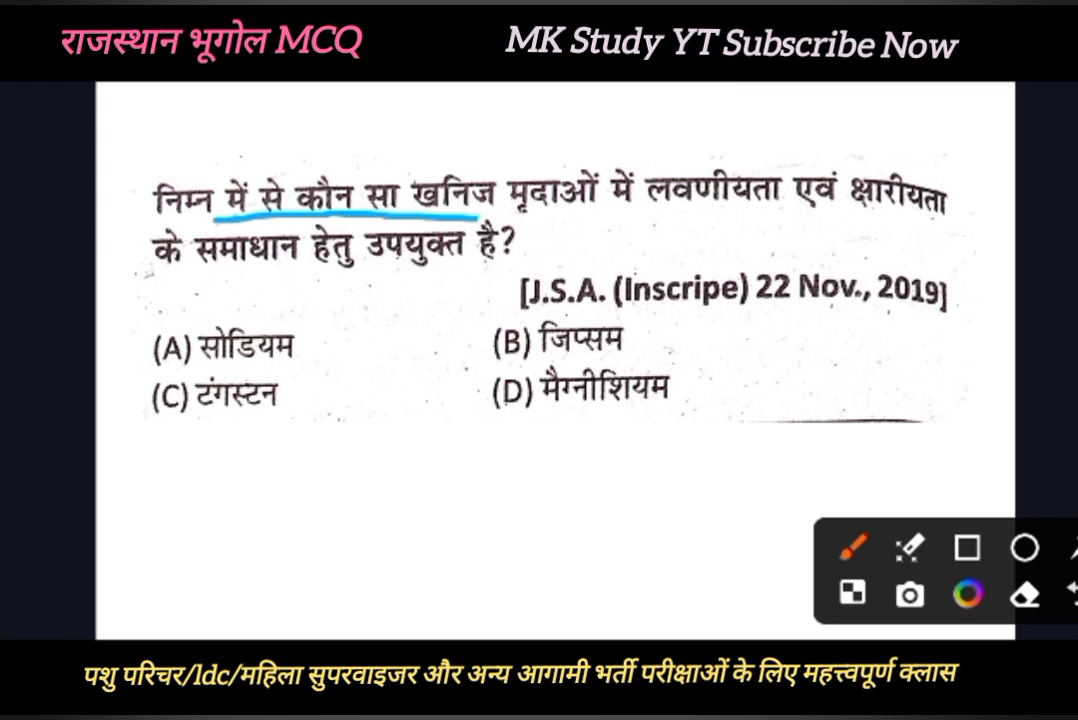 राजस्थान भूगोल MCQ
MK Study YT Subscribe Now
निम्न में से कौन सा खनिज मृदाओं में लवणीयता एवं क्षारीयता
के समाधान हेतु उपयुक्त है?
[J.S.A. (Inscripe) 22 Nov., 2019]
(A) सोडियम
(B) जिप्सम
(C) टंगस्टन
(D) मैग्नीशियम
पशु परिचर/ldc/महिला सुपरवाइजर और अन्य आगामी भर्ती परीक्षाओं के लिए महत्त्वपूर्ण क्लास